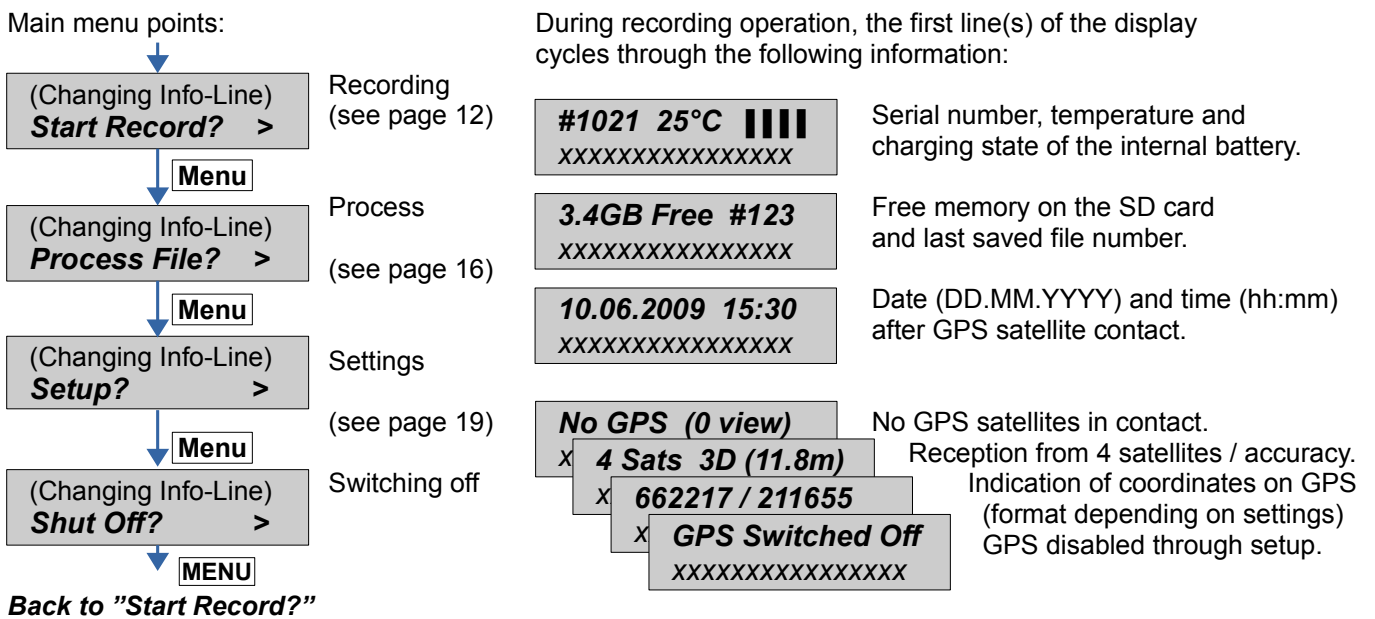 Main menu points:
(Changing Info-Line)
Start Record? >
Recording
(see page 12)
Menu
(Changing Info-Line)
Process File? >
Process
(see page 16)
Menu
(Changing Info-Line)
Setup? >
Settings
(see page 19)
Menu
(Changing Info-Line)
Shut Off? >
Switching off
MENU
Back to ”Start Record?”
During recording operation, the first line(s) of the display
cycles through the following information:
#1021 25°C
xxxxxxxxxxxxxxxx
Serial number, temperature and
charging state of the internal battery.
3.4GB Free #123
xxxxxxxxxxxxxxxx
Free memory on the SD card
and last saved file number.
10.06.2009 15:30
xxxxxxxxxxxxxxxx
Date (DD.MM.YYYY) and time (hh:mm)
after GPS satellite contact.
No GPS (0 view)
x
No GPS satellites in contact.
4 Sats 3D (11.8m)
x
Reception from 4 satellites / accuracy.
662217 / 211655
x
Indication of coordinates on GPS
(format depending on settings)
GPS Switched Off
xxxxxxxxxxxxxxxx
GPS disabled through setup.